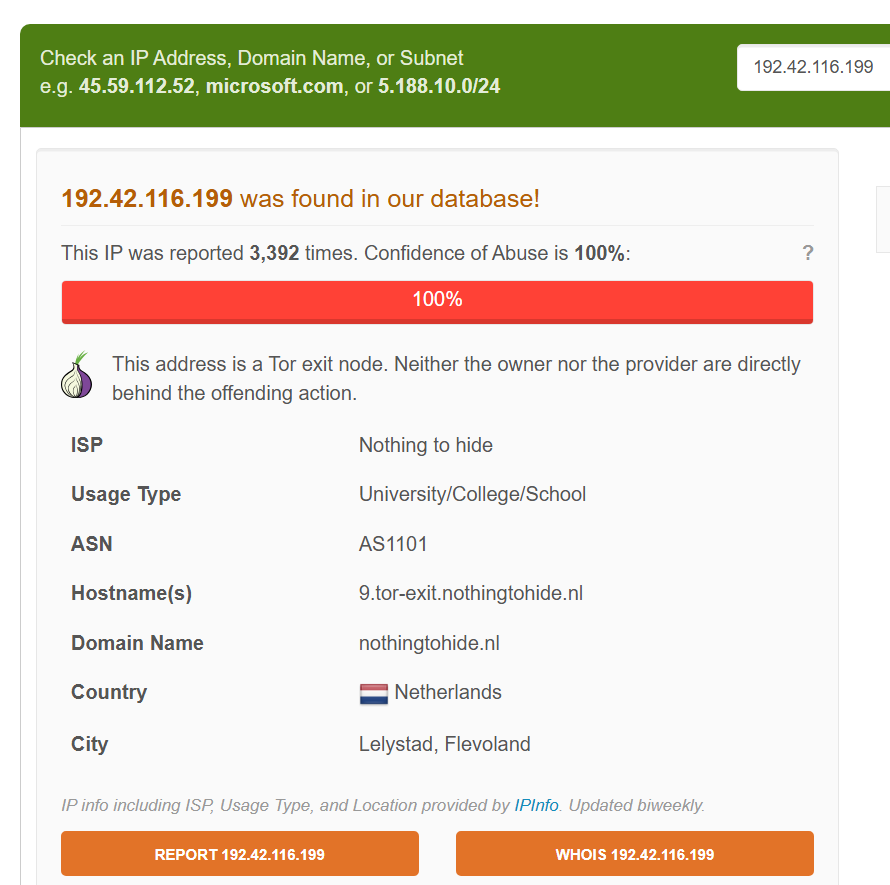 Check an IP Address, Domain Name, or Subnet
e.g. 45.59.112.52, microsoft.com, or 5.188.10.0/24
192.42.116.199
192.42.116.199 was found in our database!
This IP was reported 3,392 times. Confidence of Abuse is 100%:
?
100%
This address is a Tor exit node. Neither the owner nor the provider are directly
behind the offending action.
ISP Nothing to hide
Usage Type University/College/School
ASN AS1101
Hostname(s) 9.tor-exit.nothingtohide.nl
Domain Name nothingtohide.nl
Country Netherlands
City Lelystad, Flevoland
IP info including ISP, Usage Type, and Location provided by IPInfo. Updated biweekly.
REPORT 192.42.116.199
WHOIS 192.42.116.199